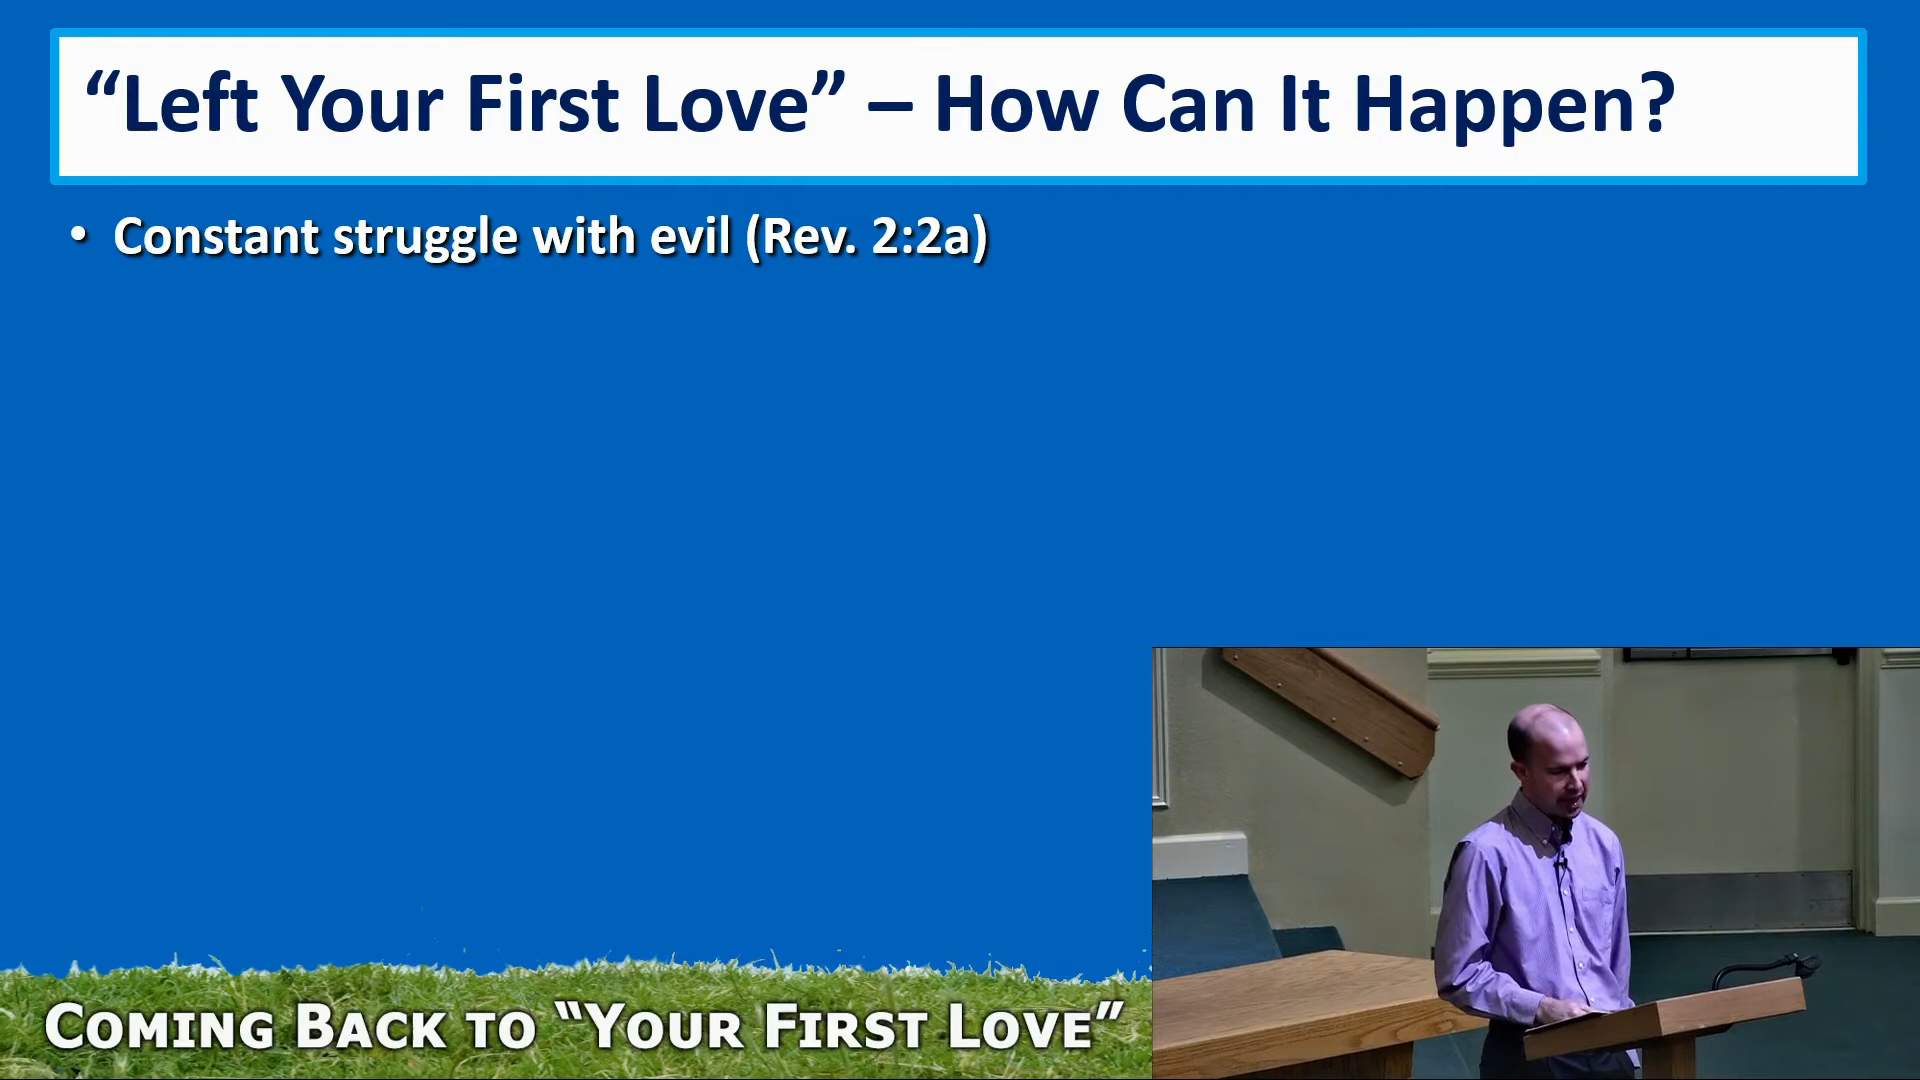 “Left Your First Love” – How Can It Happen?
• Constant struggle with evil (Rev. 2:2a)
Coming Back to “Your First Love”